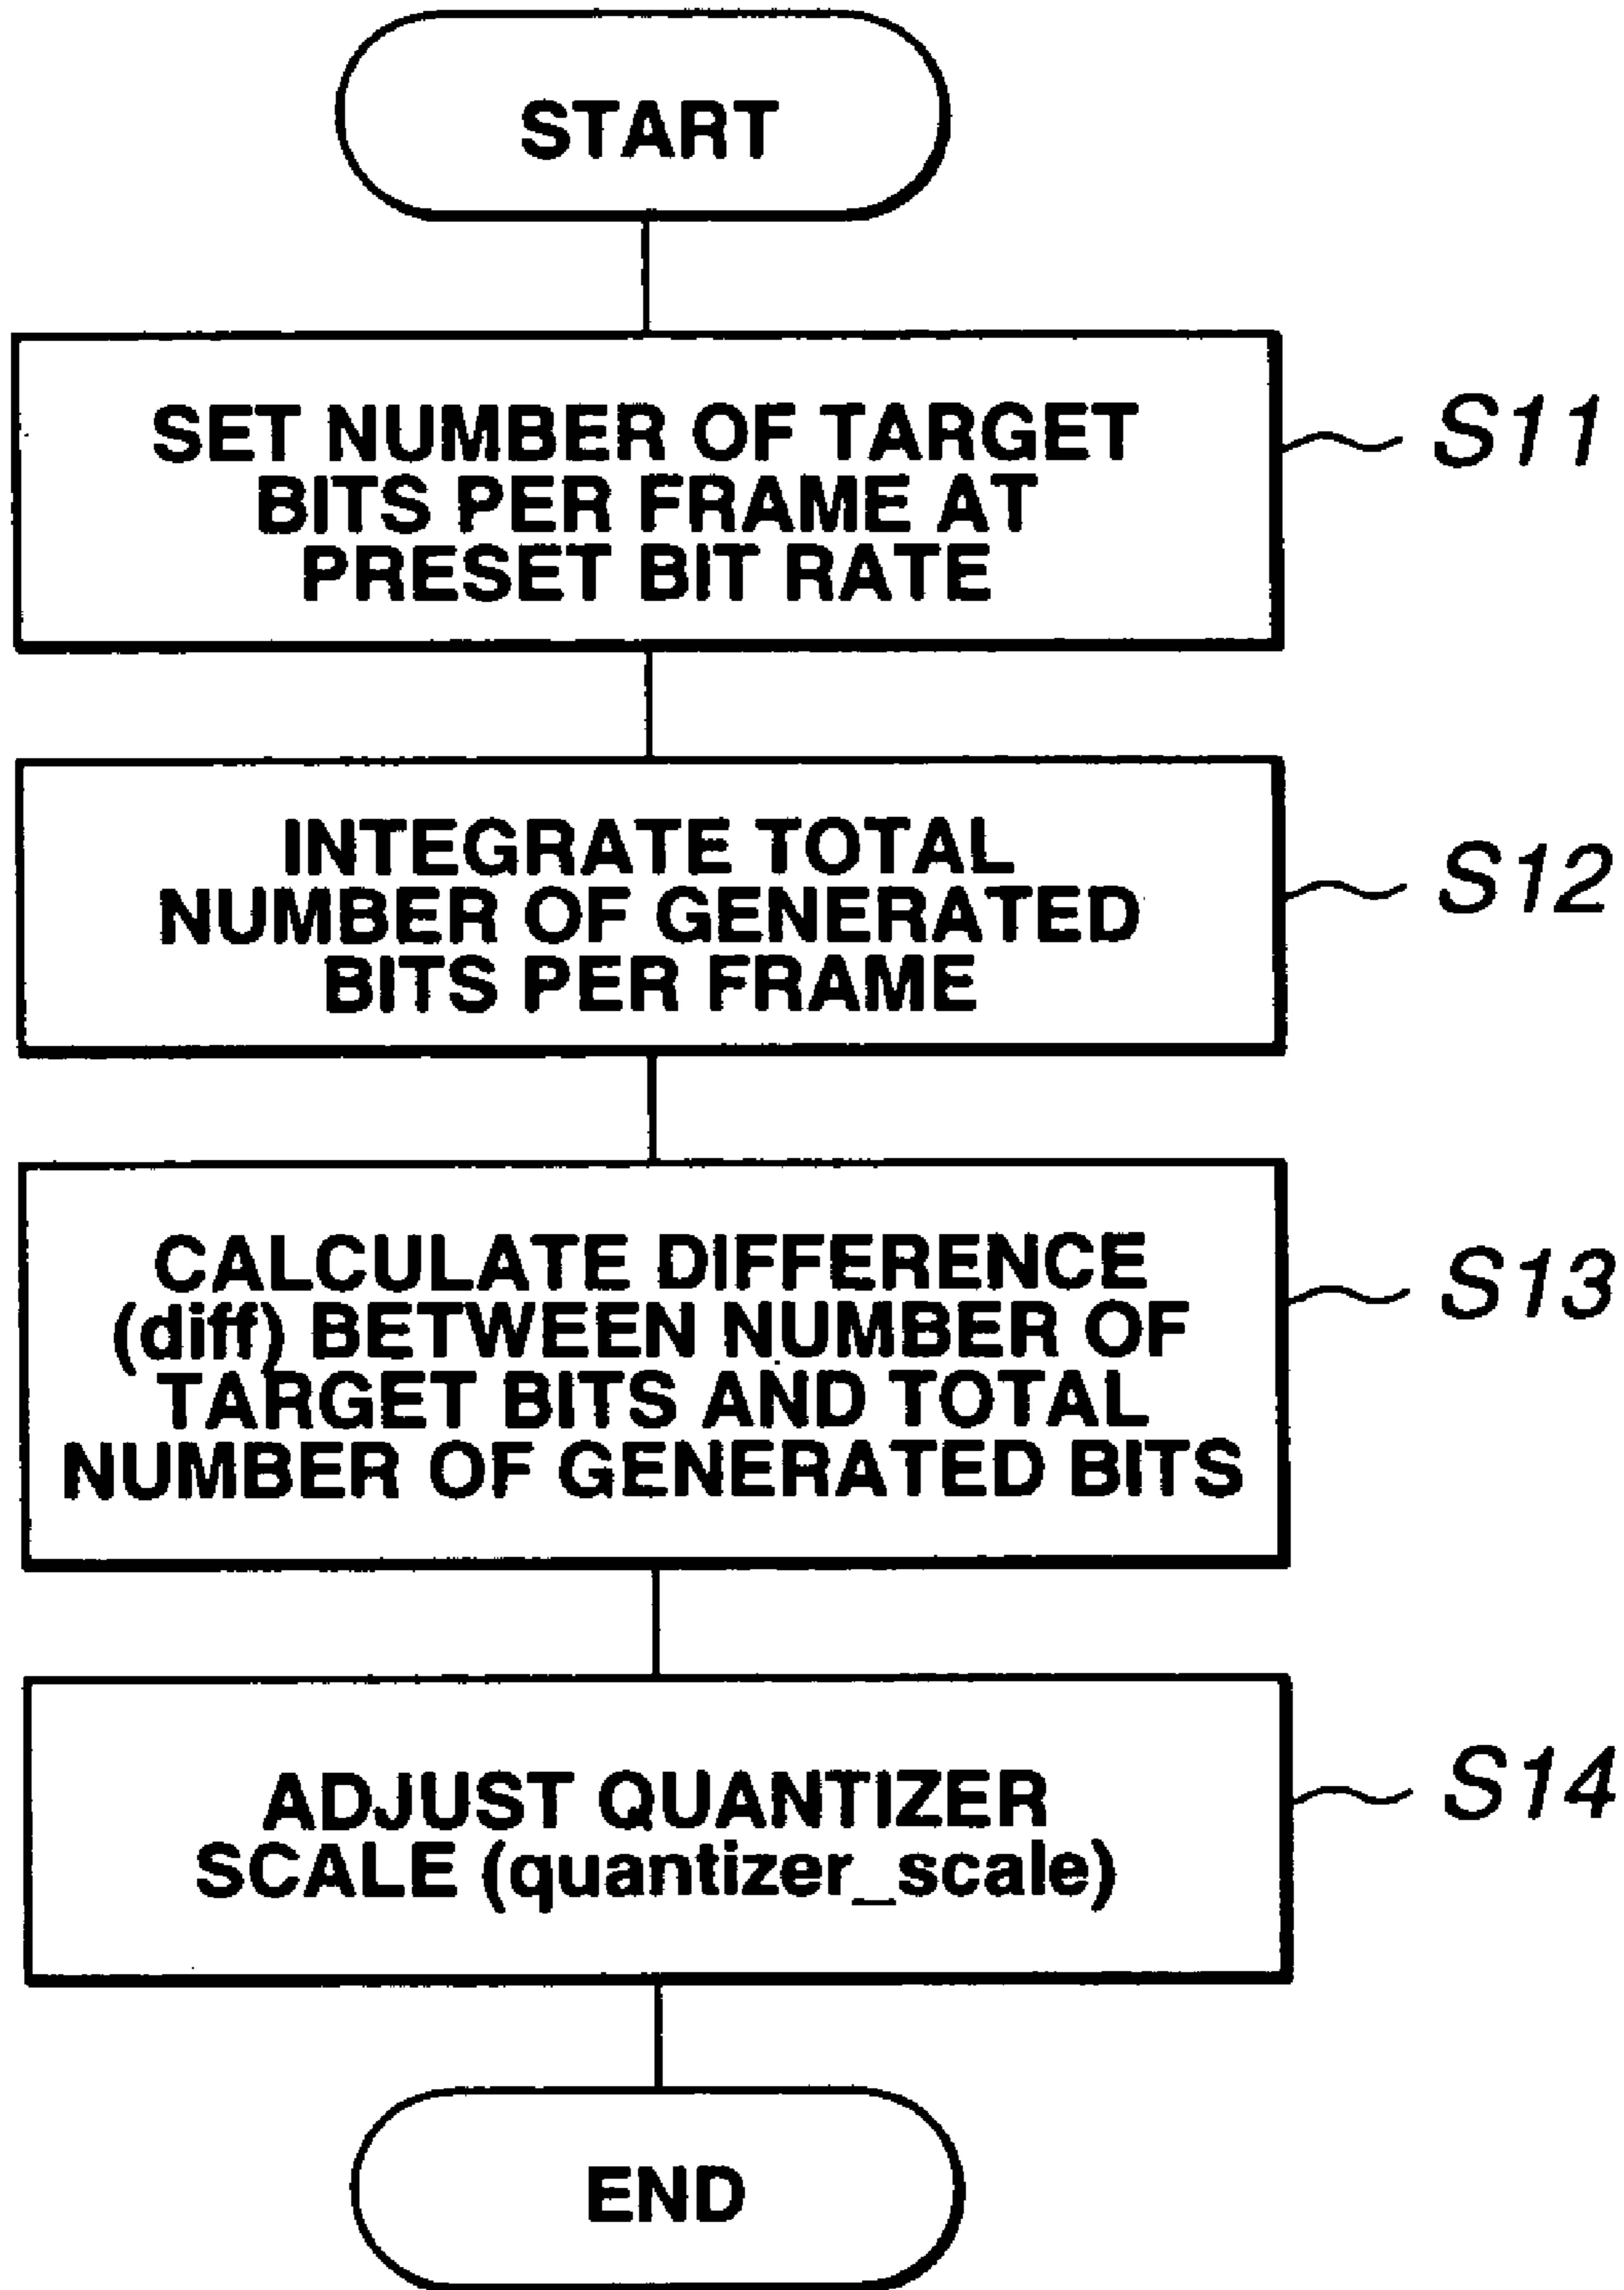 START
SET NUMBER OF TARGET
BITS PER FRAME AT
PRESET BIT RATE
S11
INTEGRATE TOTAL
NUMBER OF GENERATED
BITS PER FRAME
S12
CALCULATE DIFFERENCE
(diff) BETWEEN NUMBER OF
TARGET BITS AND TOTAL
NUMBER OF GENERATED BITS
S13
ADJUST QUANTIZER
SCALE (quantizer_scale)
S14
END